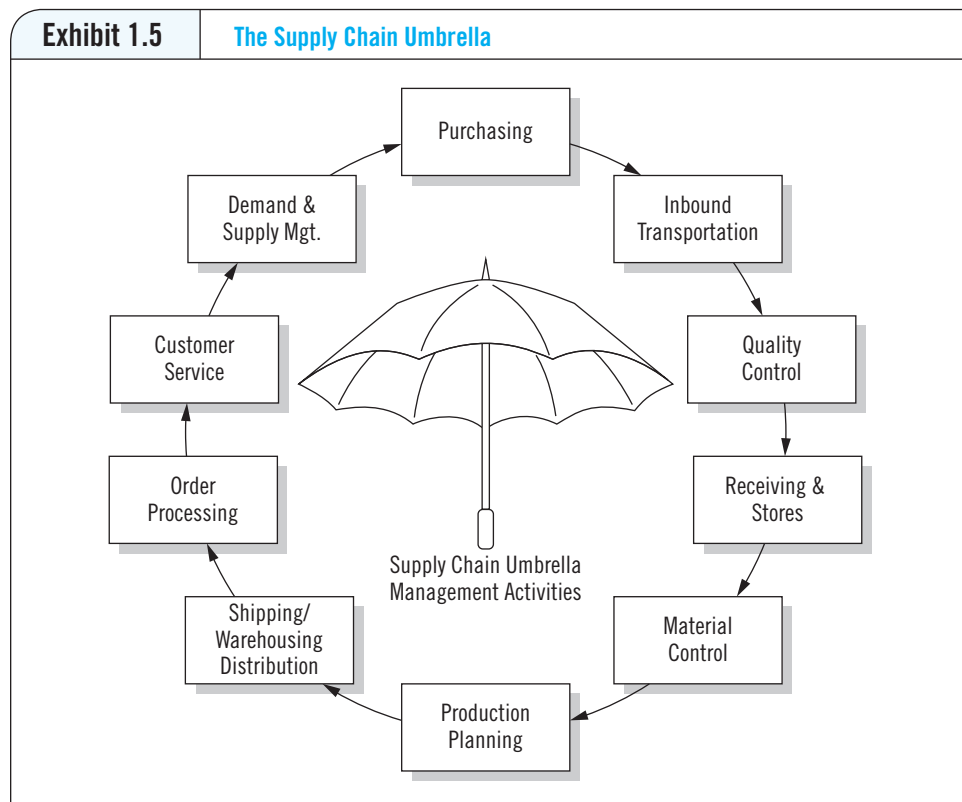 Exhibit 1.5
The Supply Chain Umbrella
Purchasing
Inbound
Transportation
Quality
Control
Receiving &
Stores
Material
Control
Production
Planning
Shipping/
Warehousing
Distribution
Order
Processing
Customer
Service
Demand &
Supply Mgt.
Supply Chain Umbrella
Management Activities